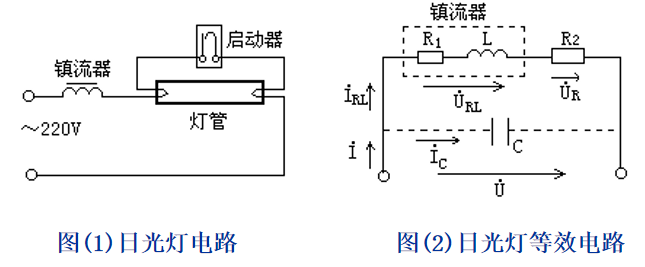 启动器
镇流器
灯管
～220V
图(1)日光灯电路
镇流器
R1
L
R2
İRL
U̇RL
U̇R
İ
İC
C
U̇
图(2)日光灯等效电路